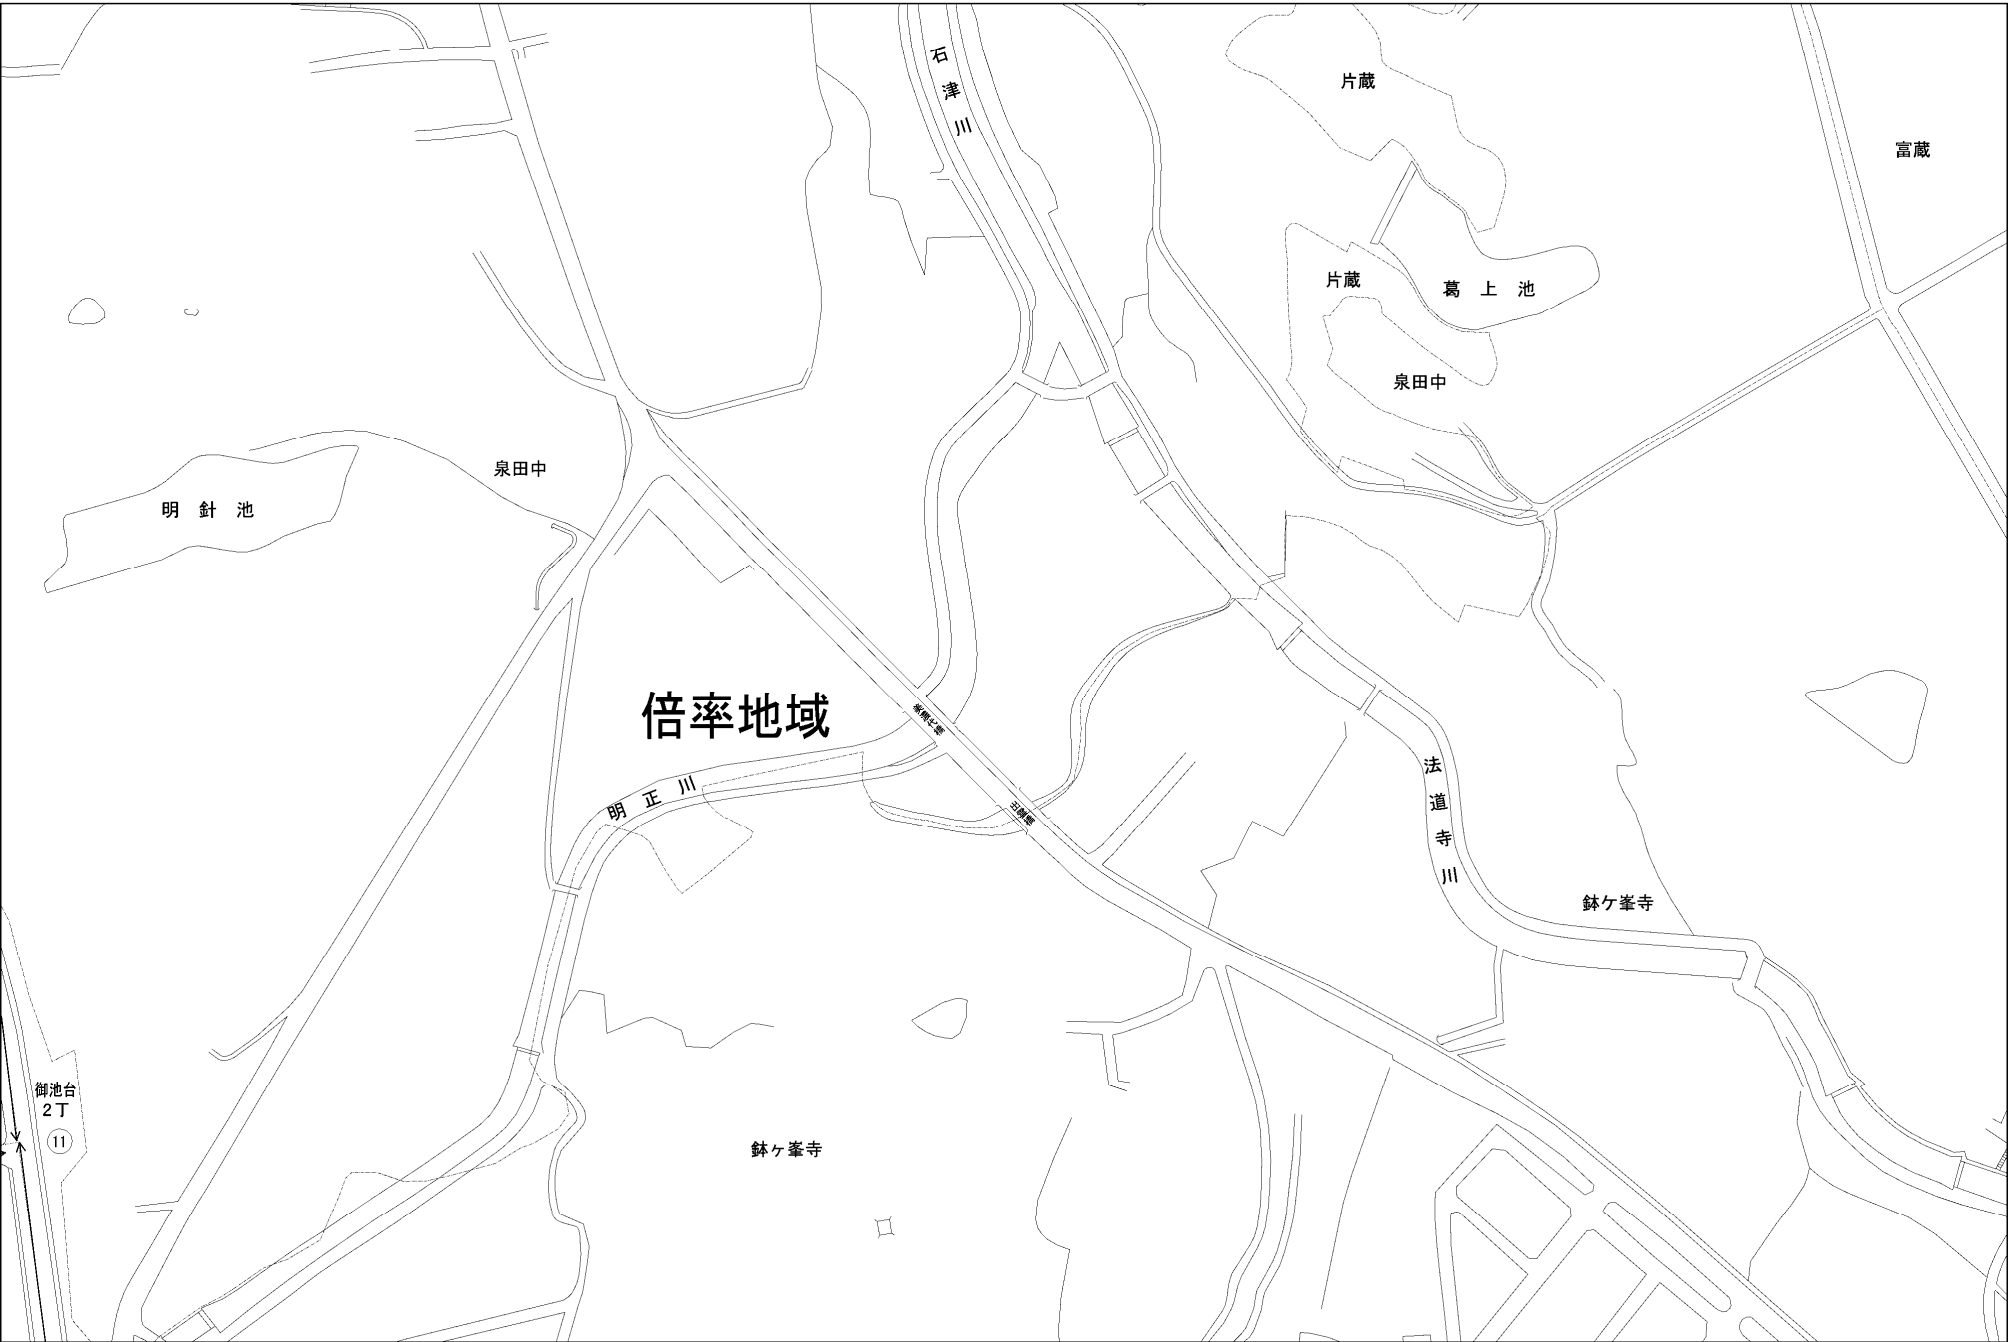 石津川
片蔵
富蔵
片蔵
葛上池
泉田中
泉田中
明針池
倍率地域
明正川
法道寺川
鉢ケ峯寺
御池台
2丁
11
鉢ヶ峯寺